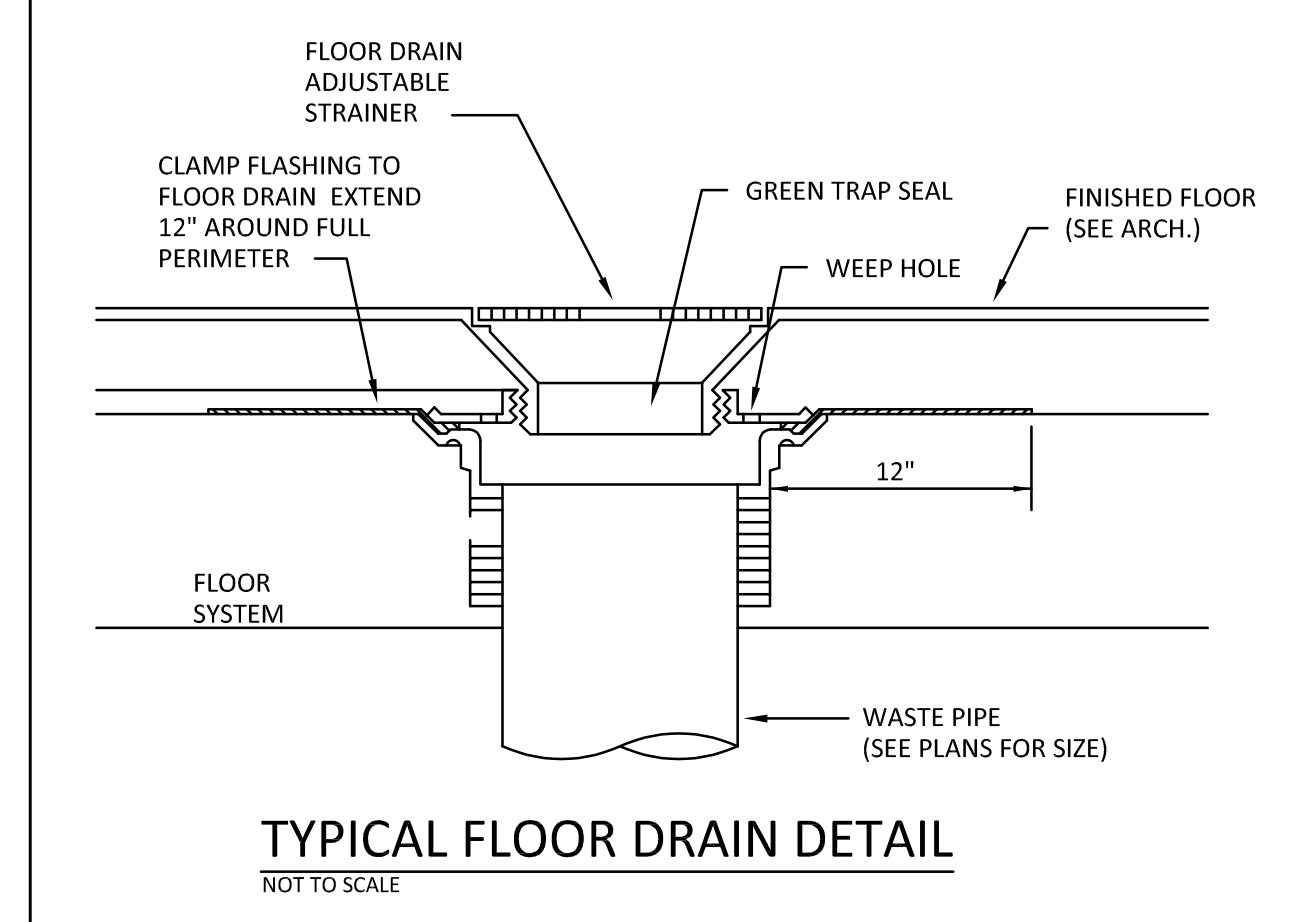 FLOOR DRAIN
ADJUSTABLE
STRAINER
CLAMP FLASHING TO
FLOOR DRAIN EXTEND
12" AROUND FULL
PERIMETER
GREEN TRAP SEAL
WEEP HOLE
FINISHED FLOOR
(SEE ARCH.)
12"
FLOOR
SYSTEM
WASTE PIPE
(SEE PLANS FOR SIZE)
TYPICAL FLOOR DRAIN DETAIL
NOT TO SCALE